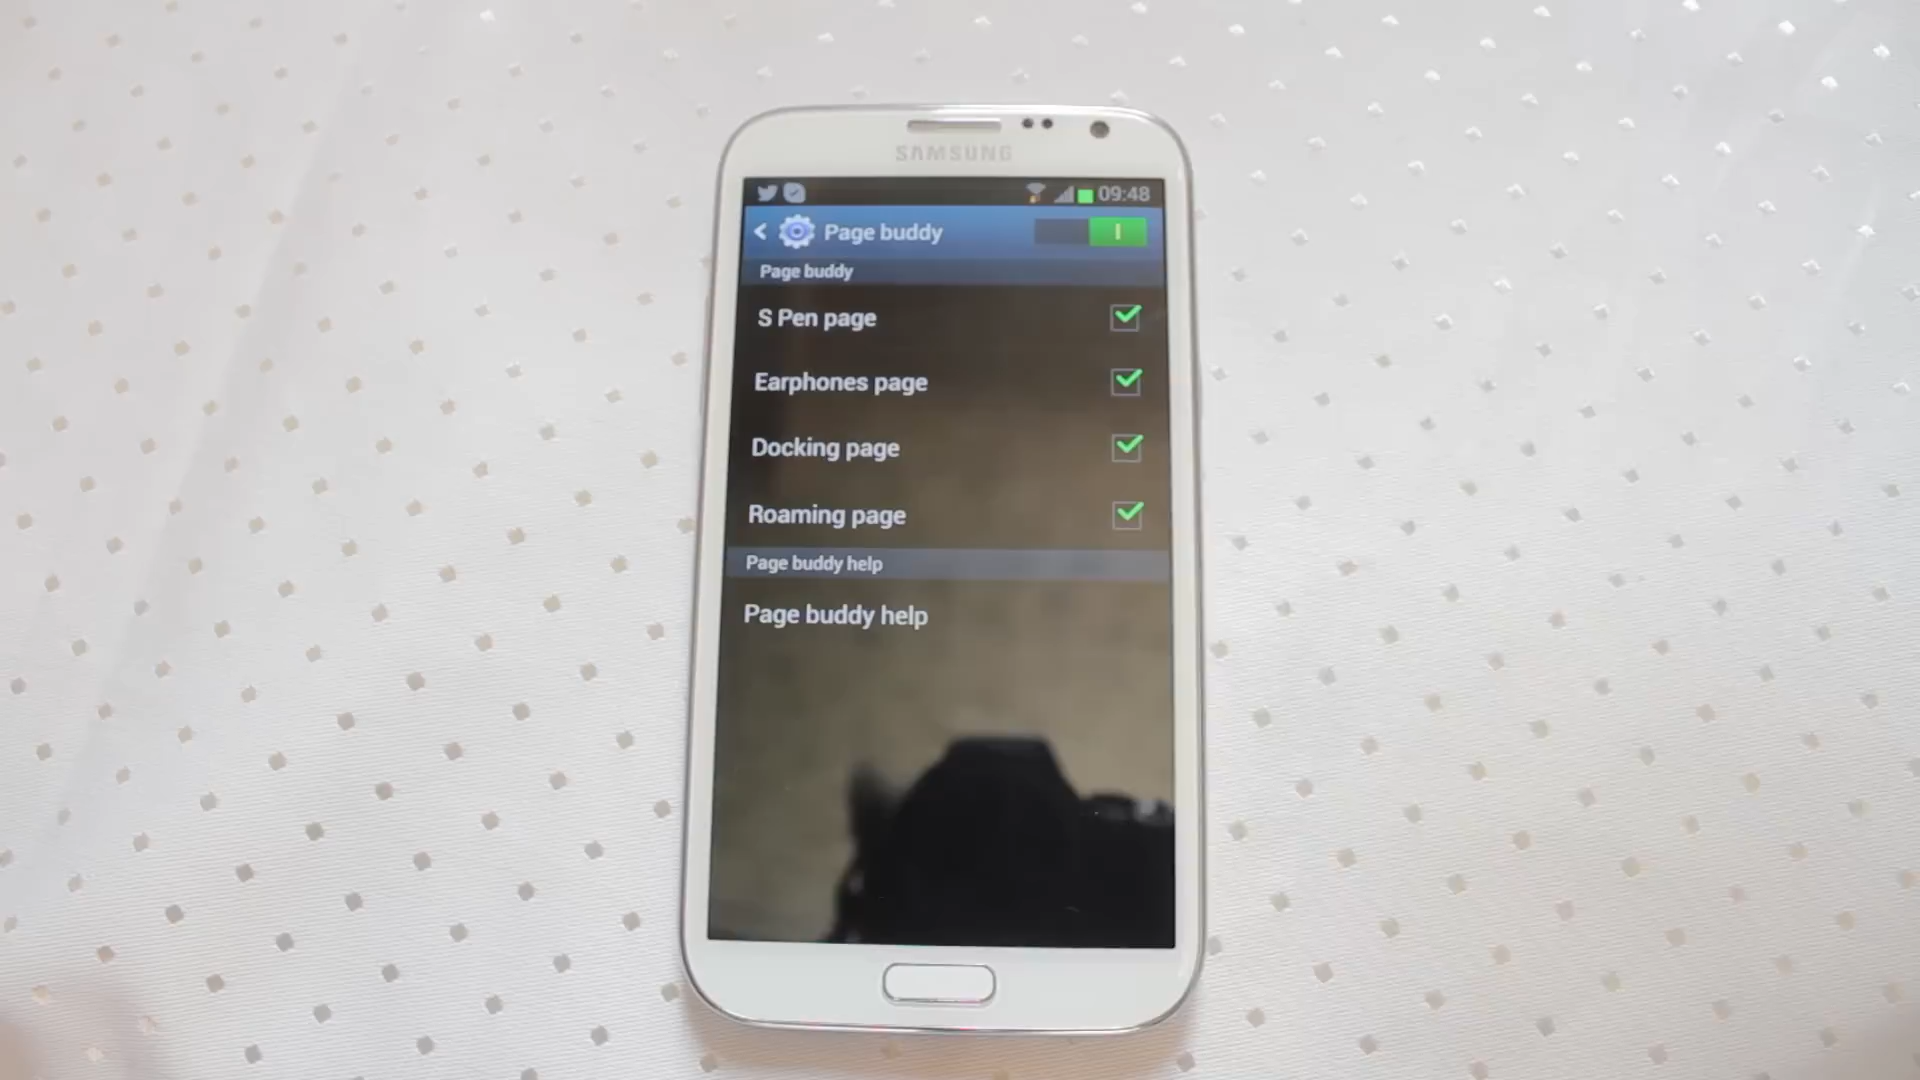 SAMSUNG
09:48
Page buddy
Page buddy
S Pen page
Earphones page
Docking page
Roaming page
Page buddy help
Page buddy help